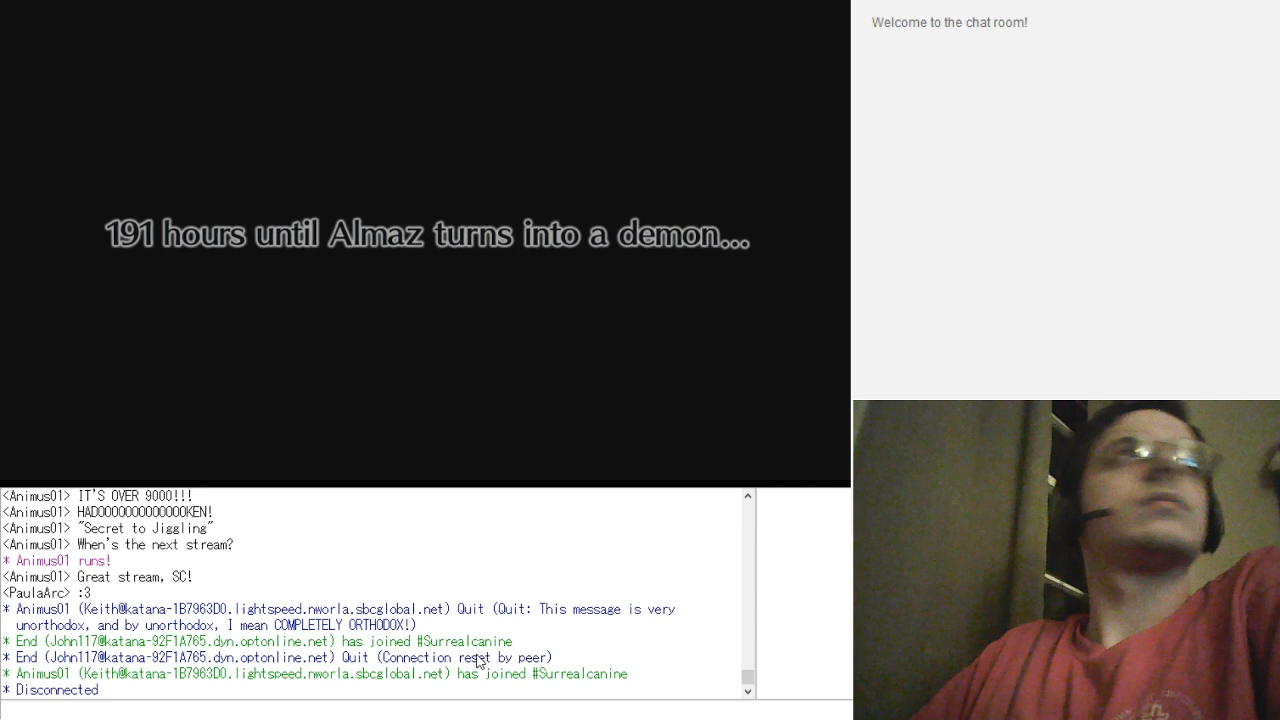 Welcome to the chat room!
191 hours until Almaz turns into a demon...
<Animus01> IT'S OVER 9000!!!
<Animus01> HADOOOOOOOOOOOOOKEN!
<Animus01> "Secret to Jiggling"
<Animus01> When's the next stream?
* Animus01 runs!
<Animus01> Great stream, SC!
<PaulaArc> :3
* Animus01 (Keith@katana-1B7963D0.lightspeed.nworla.sbcglobal.net) Quit (Quit: This message is very
unorthodox, and by unorthodox, I mean COMPLETELY ORTHODOX!)
* End (John117@katana-92F1A765.dyn.optonline.net) has joined #Surrealcanine
* End (John117@katana-92F1A765.dyn.optonline.net) Quit (Connection reset by peer)
* Animus01 (Keith@katana-1B7963D0.lightspeed.nworla.sbcglobal.net) has joined #Surrealcanine
* Disconnected